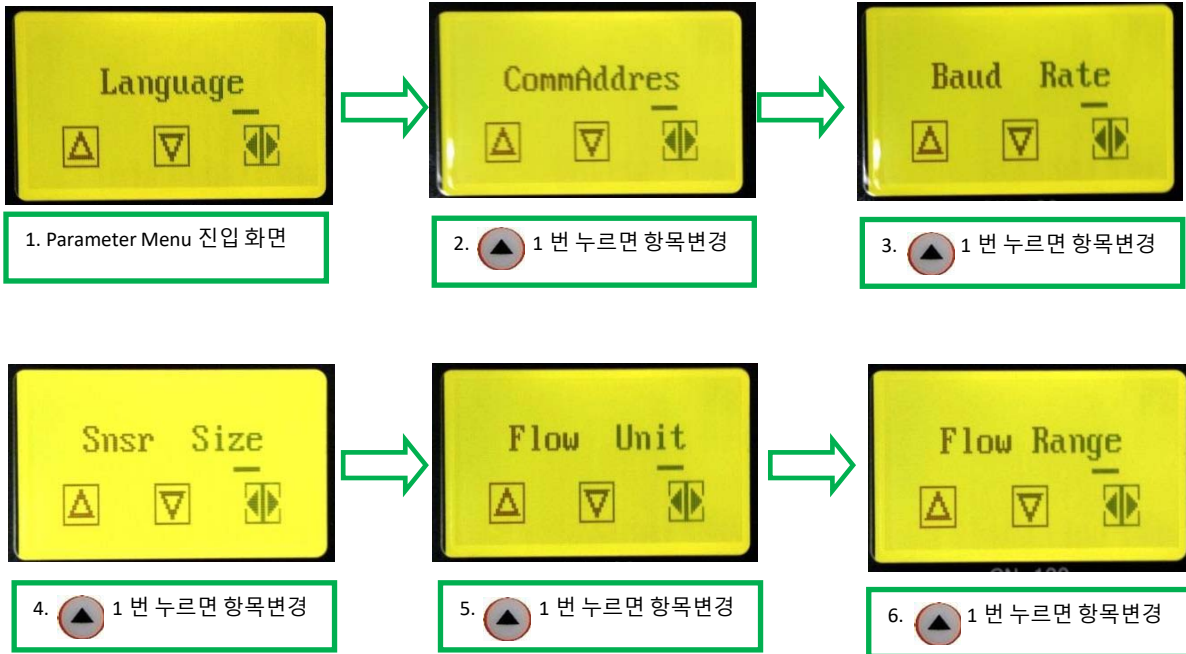 Language
CommAddres
Baud Rate
1. Parameter Menu 진입 화면
2. 1 번 누르면 항목변경
3. 1 번 누르면 항목변경
Snsr Size
Flow Unit
Flow Range
4. 1 번 누르면 항목변경
5. 1 번 누르면 항목변경
6. 1 번 누르면 항목변경